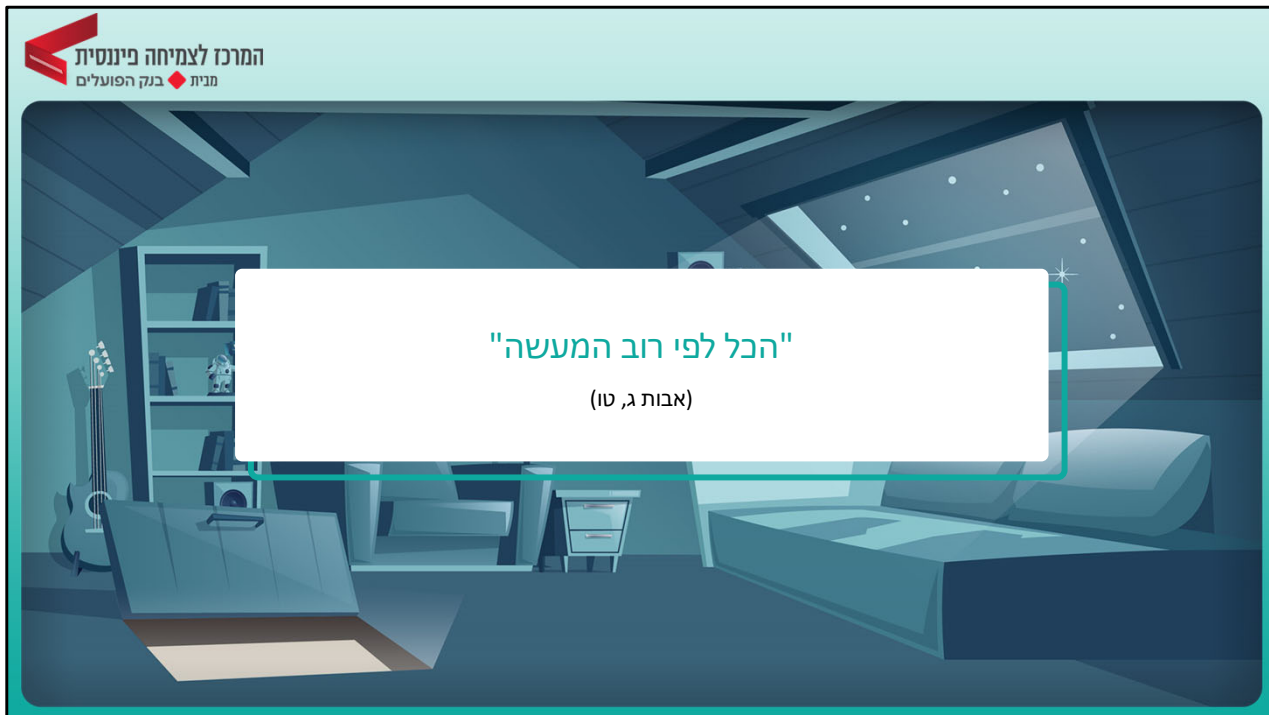 המרכז לצמיחה פיננסית
מבית בנק הפועלים
"הכל לפי רוב המעשה"
(אבות ג, טו)